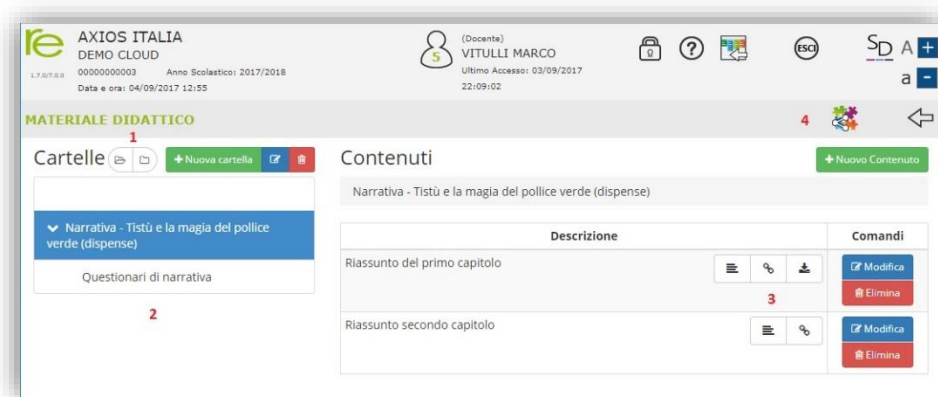 re
1.7.0/7.0.0
AXIOS ITALIA
DEMO CLOUD
00000000003 Anno Scolastico: 2017/2018
Data e ora: 04/09/2017 12:55
S
(Docente)
VITULLI MARCO
Ultimo Accesso: 03/09/2017
22:09:02
?
ESCI
SD
A +
a -
MATERIALE DIDATTICO
1
4
Cartelle
+ Nuova cartella
Contenuti
+ Nuovo Contenuto
Narrativa - Tistù e la magia del pollice verde (dispense)
Narrativa - Tistù e la magia del pollice
verde (dispense)
Questionari di narrativa
2
Descrizione
Comandi
Riassunto del primo capitolo
3
Modifica
Elimina
Riassunto secondo capitolo
Modifica
Elimina